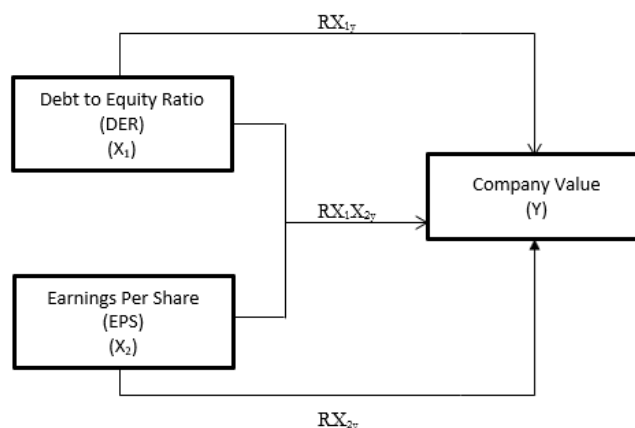 RX₁y
Debt to Equity Ratio
(DER)
(X₁)
Company Value
(Y)
RX₁X₂y
Earnings Per Share
(EPS)
(X₂)
RX₂y